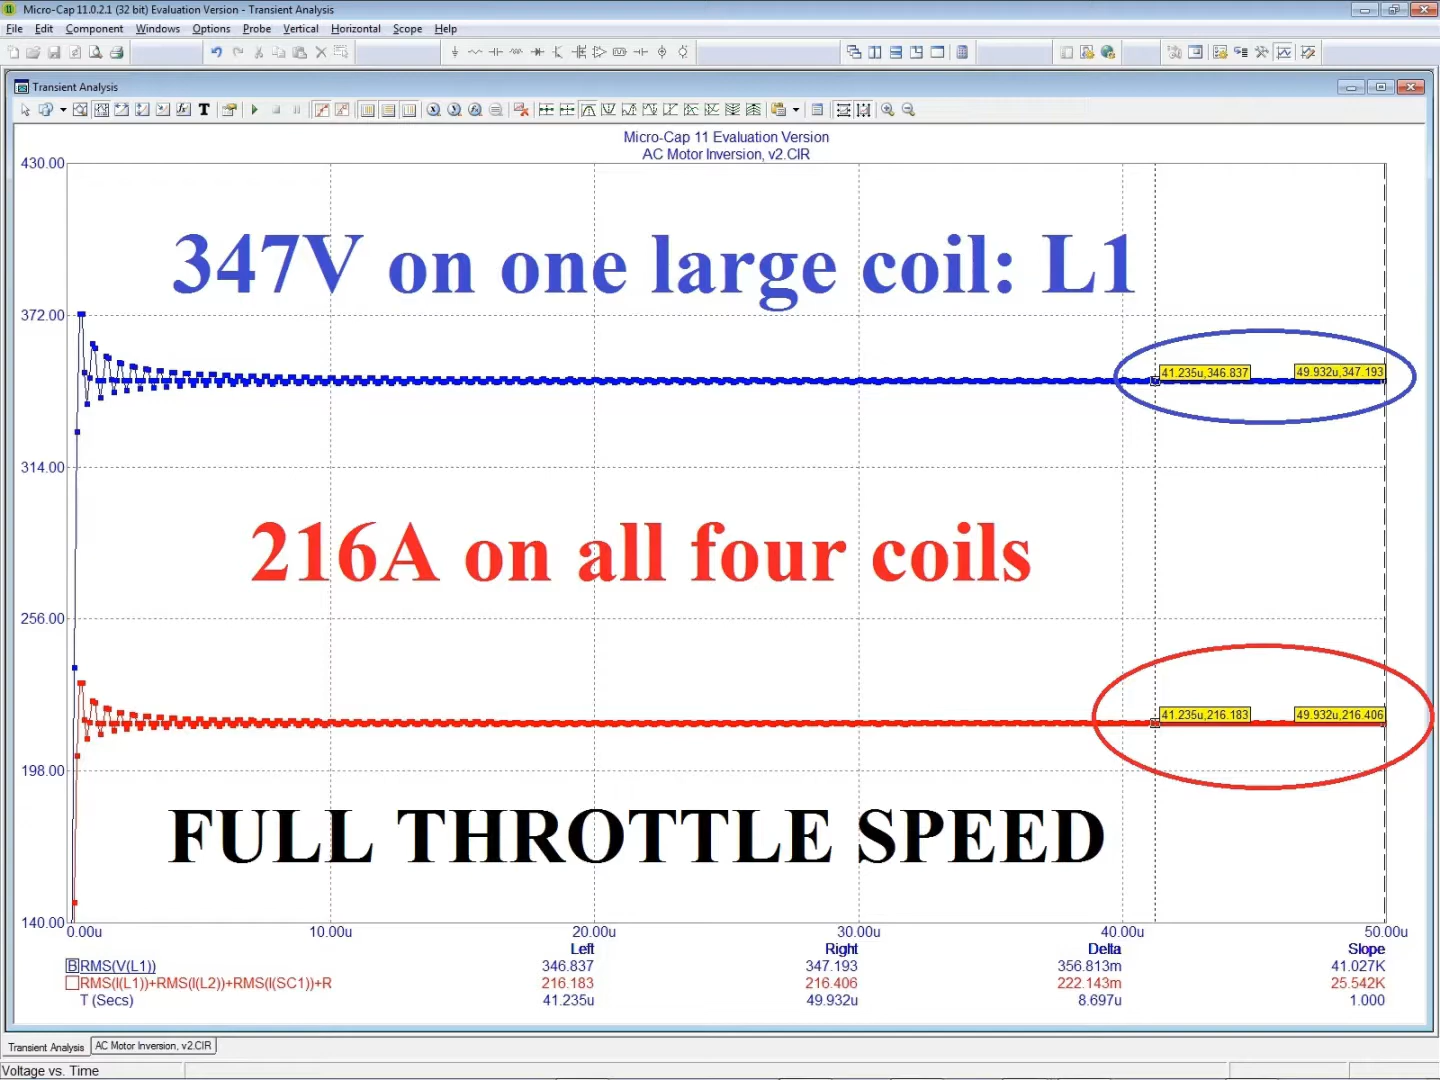 Micro-Cap 11.0.2.1 (32 bit) Evaluation Version - Transient Analysis
File Edit Component Windows Options Probe Vertical Horizontal Scope Help
Transient Analysis
Micro-Cap 11 Evaluation Version
AC Motor Inversion, v2.CIR
430.00
347V on one large coil: L1
372.00
41.235u,346.837 49.932u,347.193
314.00
216A on all four coils
256.00
41.235u,216.183 49.932u,216.406
198.00
FULL THROTTLE SPEED
140.00
0.00u 10.00u 20.00u 30.00u 40.00u 50.00u
Left Right Delta Slope
B RMS(V(L1)) 346.837 347.193 356.813m 41.027K
RMS(I(L1))+RMS(I(L2))+RMS(I(SC1))+R 216.183 216.406 222.143m 25.542K
T (Secs) 41.235u 49.932u 8.697u 1.000
Transient Analysis AC Motor Inversion, v2.CIR
Voltage vs. Time